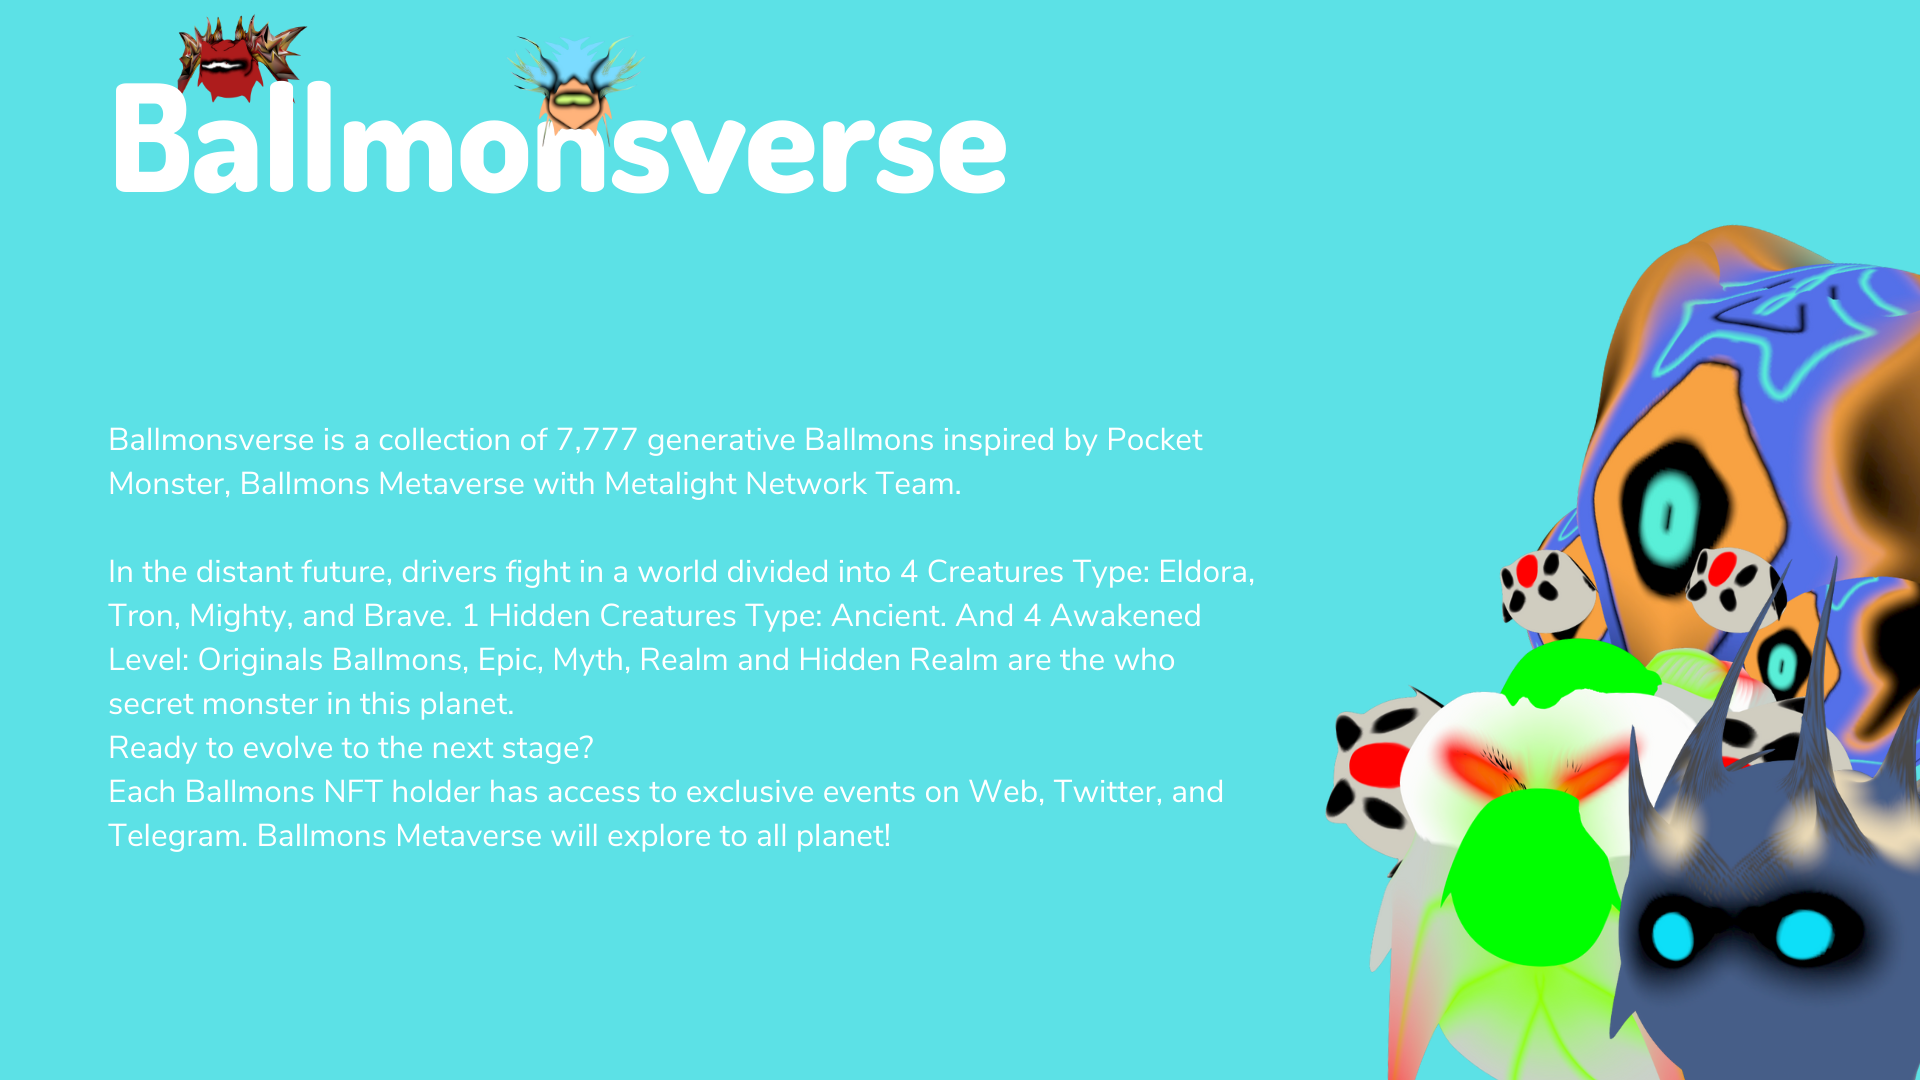 Ballmonsverse
Ballmonsverse is a collection of 7,777 generative Ballmons inspired by Pocket
Monster, Ballmons Metaverse with Metalight Network Team.
In the distant future, drivers fight in a world divided into 4 Creatures Type: Eldora,
Tron, Mighty, and Brave. 1 Hidden Creatures Type: Ancient. And 4 Awakened
Level: Originals Ballmons, Epic, Myth, Realm and Hidden Realm are the who
secret monster in this planet.
Ready to evolve to the next stage?
Each Ballmons NFT holder has access to exclusive events on Web, Twitter, and
Telegram. Ballmons Metaverse will explore to all planet!